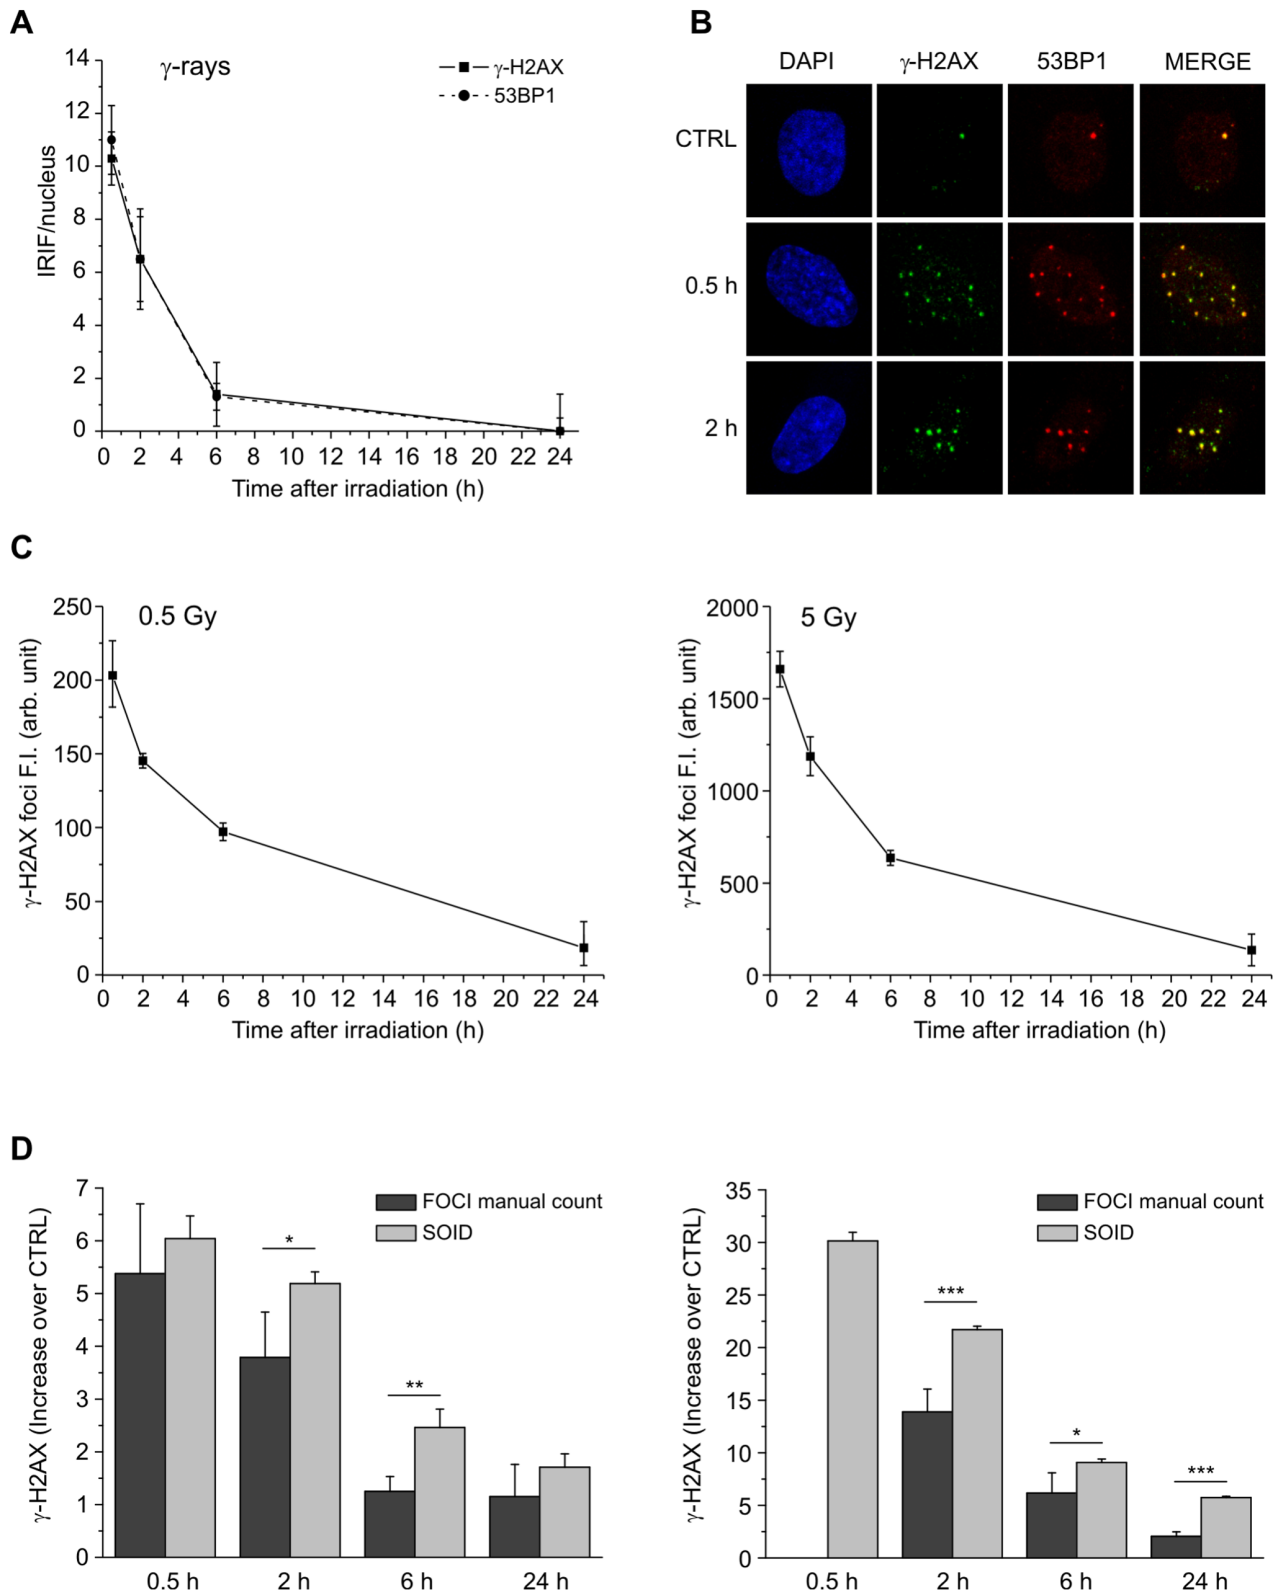 A
γ-rays
γ-H2AX
53BP1
IRIF/nucleus
14
12
10
8
6
4
2
0
0 2 4 6 8 10 12 14 16 18 20 22 24
Time after irradiation (h)
B
DAPI γ-H2AX 53BP1 MERGE
CTRL
0.5 h
2 h
C
0.5 Gy
γ-H2AX foci F.I. (arb. unit)
250
200
150
100
50
0
0 2 4 6 8 10 12 14 16 18 20 22 24
Time after irradiation (h)
5 Gy
γ-H2AX foci F.I. (arb. unit)
2000
1500
1000
500
0
0 2 4 6 8 10 12 14 16 18 20 22 24
Time after irradiation (h)
D
γ-H2AX (Increase over CTRL)
7
6
5
4
3
2
1
0
FOCI manual count
SOID
*
**
0.5 h 2 h 6 h 24 h
γ-H2AX (Increase over CTRL)
35
30
25
20
15
10
5
0
FOCI manual count
SOID
***
*
***
0.5 h 2 h 6 h 24 h